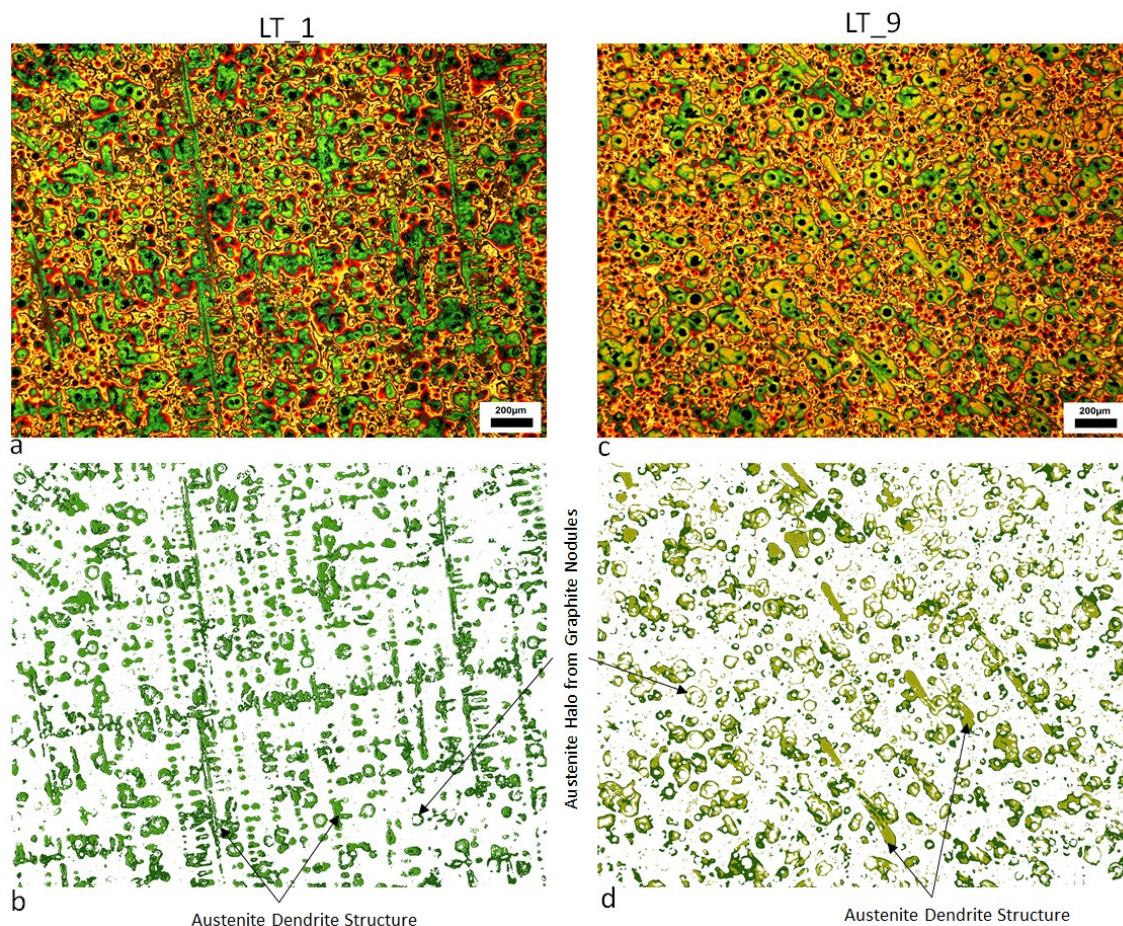 LT_1
LT_9
200µm
200µm
a
c
Austenite Halo from Graphite Nodules
b
d
Austenite Dendrite Structure
Austenite Dendrite Structure